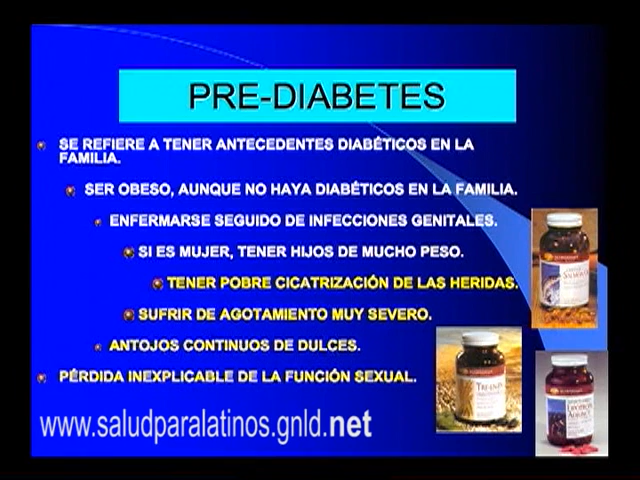 PRE-DIABETES
SE REFIERE A TENER ANTECEDENTES DIABÉTICOS EN LA
FAMILIA.
SER OBESO, AUNQUE NO HAYA DIABÉTICOS EN LA FAMILIA.
ENFERMARSE SEGUIDO DE INFECCIONES GENITALES.
SI ES MUJER, TENER HIJOS DE MUCHO PESO.
TENER POBRE CICATRIZACIÓN DE LAS HERIDAS.
SUFRIR DE AGOTAMIENTO MUY SEVERO.
ANTOJOS CONTINUOS DE DULCES.
PÉRDIDA INEXPLICABLE DE LA FUNCIÓN SEXUAL.
www.saludparalatinos.gnld.net